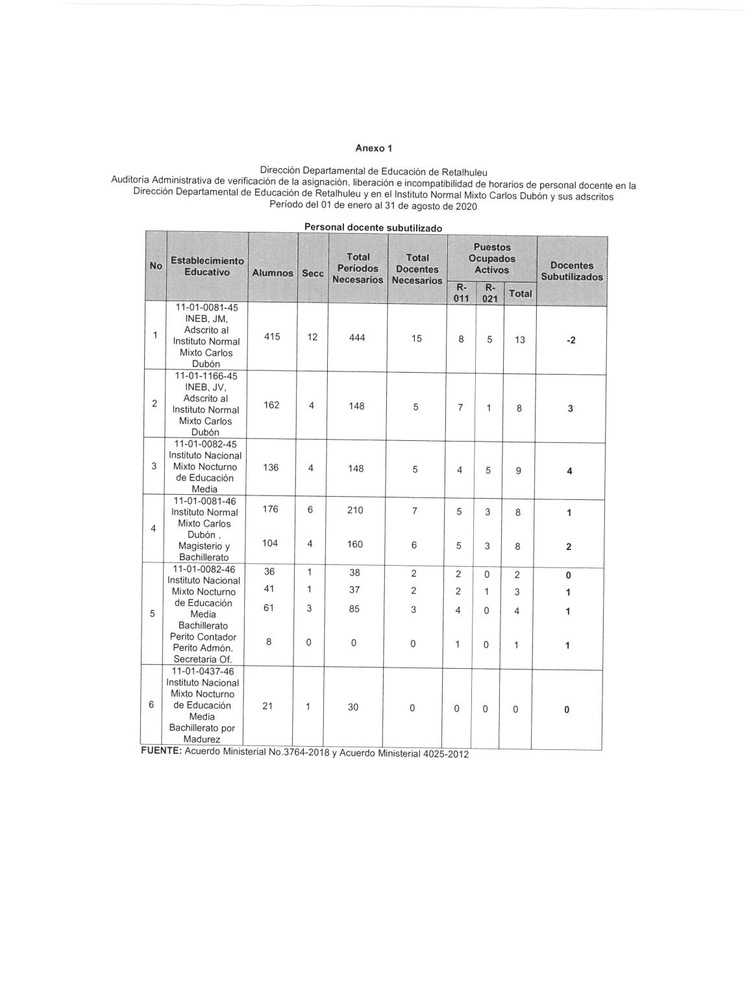 Anexo 1
Dirección Departamental de Educación de Retalhuleu
Auditoría Administrativa de verificación de la asignación, liberación e incompatibilidad de horarios de personal docente en la
Dirección Departamental de Educación de Retalhuleu y en el Instituto Normal Mixto Carlos Dubón y sus adscritos
Período del 01 de enero al 31 de agosto de 2020
Personal docente subutilizado
No
Establecimiento
Educativo
Alumnos
Secc
Total
Períodos
Necesarios
Total
Docentes
Necesarios
Puestos
Ocupados
Activos
R-
011
R-
021
Total
Docentes
Subutilizados
1
11-01-0081-45
INEB, JM,
Adscrito al
Instituto Normal
Mixto Carlos
Dubón
415 12 444 15 8 5 13 -2
2
11-01-1166-45
INEB, JV,
Adscrito al
Instituto Normal
Mixto Carlos
Dubón
162 4 148 5 7 1 8 3
3
11-01-0082-45
Instituto Nacional
Mixto Nocturno
de Educación
Media
136 4 148 5 4 5 9 4
4
11-01-0081-46
Instituto Normal
Mixto Carlos
Dubón ,
Magisterio y
Bachillerato
176 6 210 7 5 3 8 1
104 4 160 6 5 3 8 2
5
11-01-0082-46
Instituto Nacional
Mixto Nocturno
de Educación
Media
Bachillerato
Perito Contador
Perito Admón.
Secretaria Of.
36 1 38 2 2 0 2 0
41 1 37 2 2 1 3 1
61 3 85 3 4 0 4 1
8 0 0 0 1 0 1 1
6
11-01-0437-46
Instituto Nacional
Mixto Nocturno
de Educación
Media
Bachillerato por
Madurez
21 1 30 0 0 0 0 0
FUENTE: Acuerdo Ministerial No.3764-2018 y Acuerdo Ministerial 4025-2012